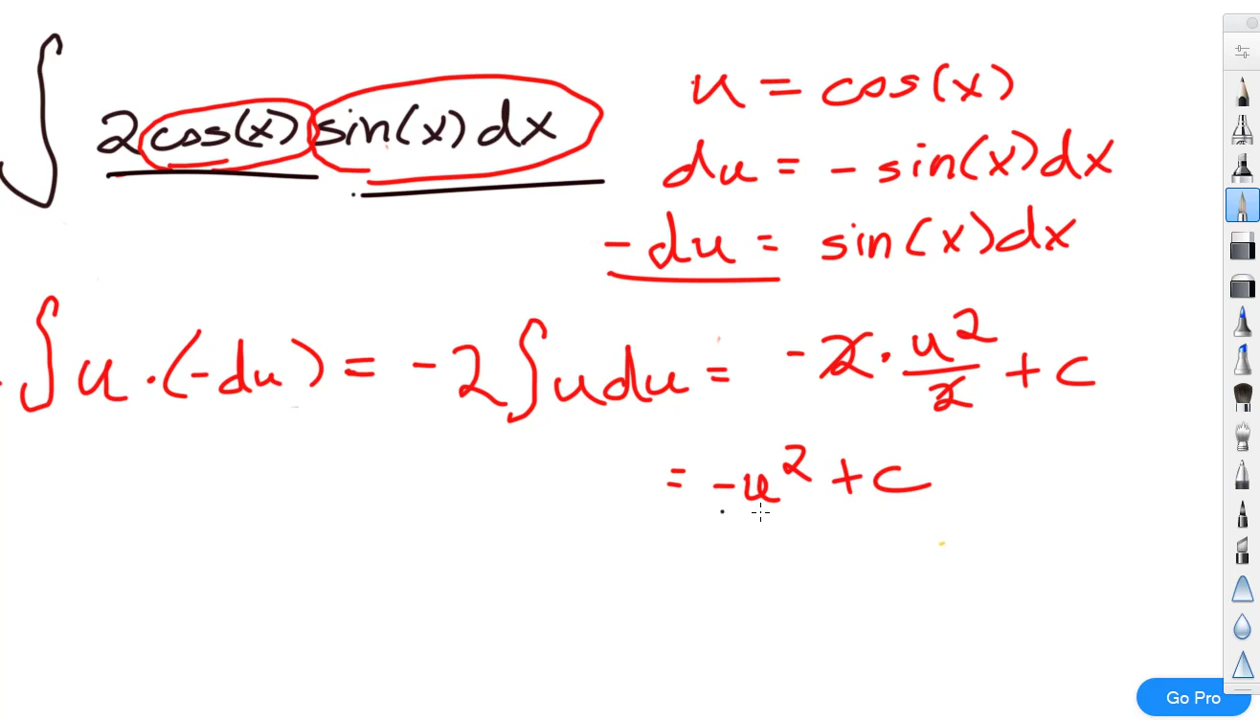 ∫ 2cos(x) sin(x) dx
u = cos(x)
du = - sin(x) dx
- du = sin(x) dx
∫ u · (-du) = -2 ∫ u du = -2 · u²/2 + c
= -u² + c
Go Pro